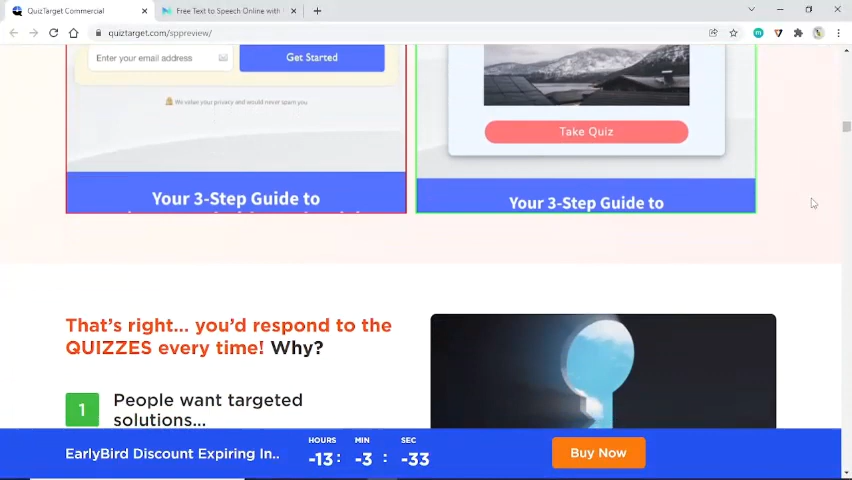 QuizTarget Commercial
Free Text to Speech Online with
quiztarget.com/sppreview/
Enter your email address
Get Started
We value your privacy and would never spam you
Take Quiz
Your 3-Step Guide to
Your 3-Step Guide to
That's right... you'd respond to the
QUIZZES every time! Why?
1
People want targeted
solutions...
EarlyBird Discount Expiring In..
HOURS MIN SEC
-13: -3 : -33
Buy Now